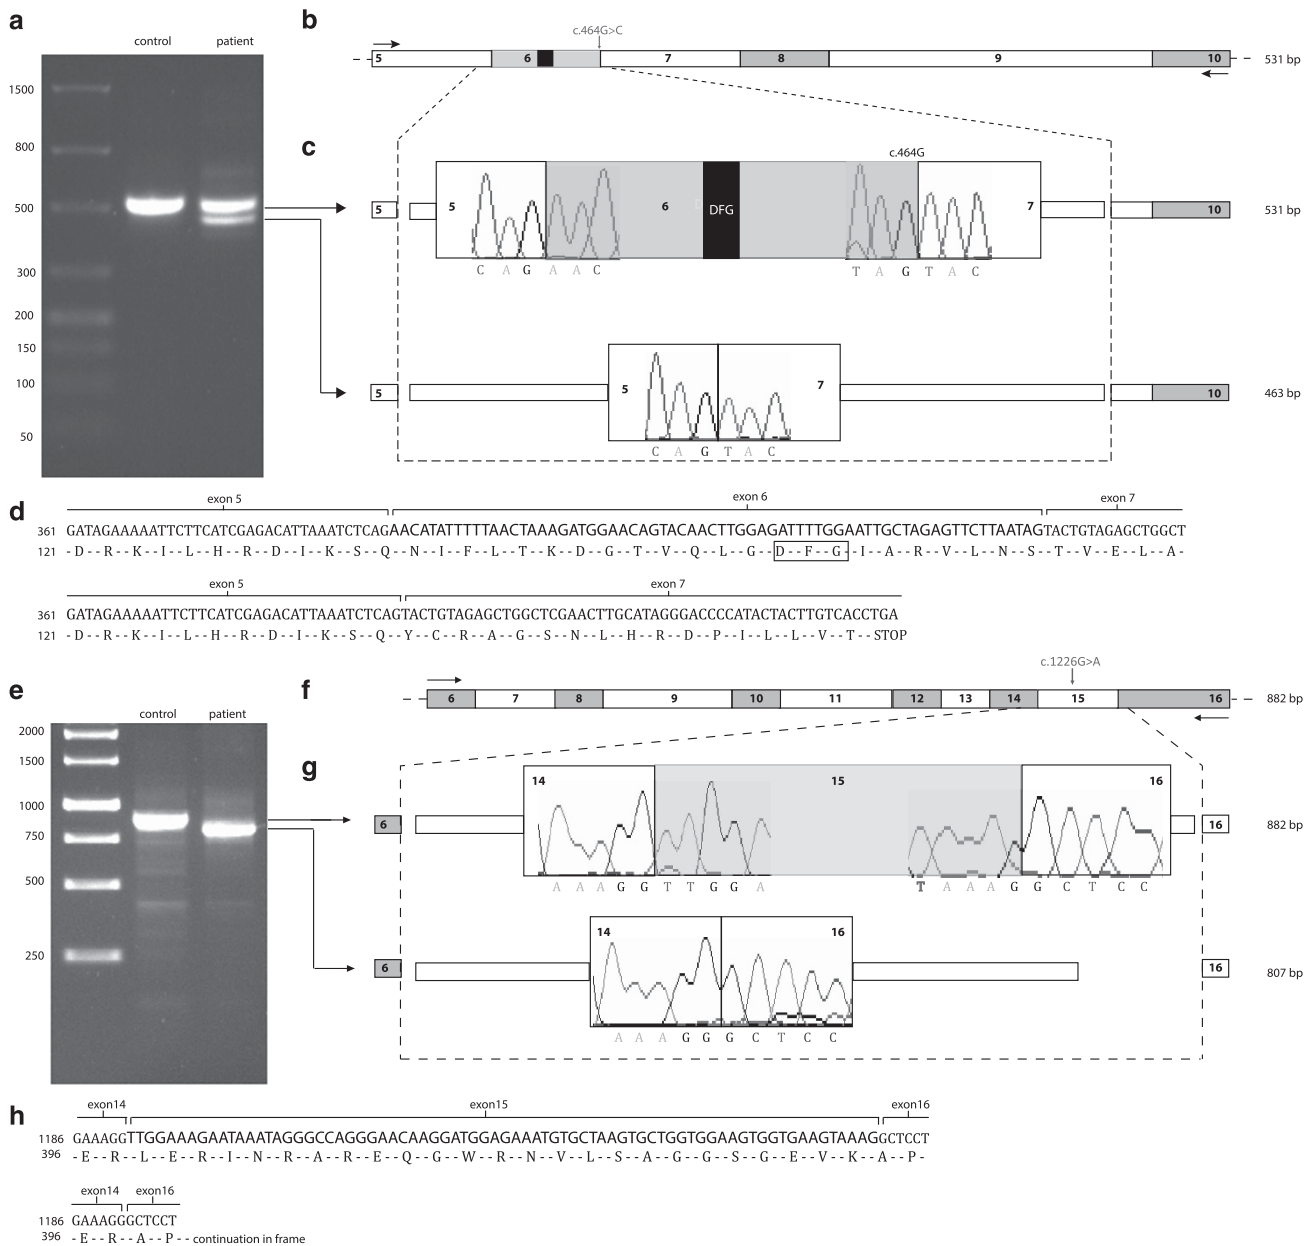 a
control patient
1500
800
500
300
200
150
100
50
b
c.464G>C
5 6 7 8 9 10 531 bp
c
c.464G
5 5 6 DFG 7 10 531 bp
C A G A A C T A G T A C
5 5 7 10 463 bp
C A G T A C
d
exon 5 exon 6 exon 7
361 GATAGAAAAATTCTTCATCGAGACATTAAATCTCAGAACATATTTTTAACTAAAGATGGAACAGTACAACTTGGAGATTTTGGAATTGCTAGAGTTCTTAATAGTACTGTAGAGCTGGCT
121 -D--R--K--I--L--H--R--D--I--K--S--Q--N--I--F--L--T--K--D--G--T--V--Q--L--G--D--F--G--I--A--R--V--L--N--S--T--V--E--L--A-
exon 5 exon 7
361 GATAGAAAAATTCTTCATCGAGACATTAAATCTCAGTACTGTAGAGCTGGCTCGAACTTGCATAGGGACCCCATACTACTTGTCACCTGA
121 -D--R--K--I--L--H--R--D--I--K--S--Q--Y--C--R--A--G--S--N--L--H--R--D--P--I--L--L--V--T--STOP
e
control patient
2000
1500
1000
750
500
250
f
c.1226G>A
6 7 8 9 10 11 12 13 14 15 16 882 bp
g
14 15 16
6 16 882 bp
A A A G G T T G G A T A A A G G C T C C
14 16
6 16 807 bp
A A A G G G C T C C
h
exon14 exon15 exon16
1186 GAAAGGTTGGAAAGAATAAATAGGGCCAGGGAACAAGGATGGAGAAATGTGCTAAGTGCTGGTGGAAGTGGTGAAGTAAAGGCTCCT
396 -E--R--L--E--R--I--N--R--A--R--E--Q--G--W--R--N--V--L--S--A--G--G--S--G--E--V--K--A--P-
exon14 exon16
1186 GAAAGGGCTCCT
396 -E--R--A--P--continuation in frame